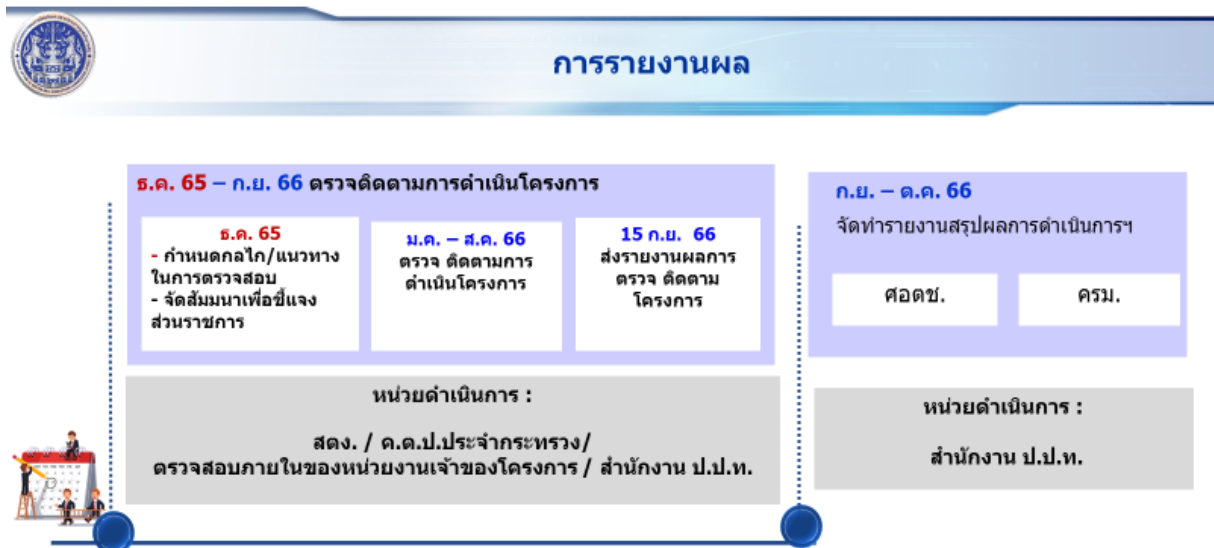 การรายงานผล
ธ.ค. 65 – ก.ย. 66 ตรวจติดตามการดำเนินโครงการ
ธ.ค. 65
- กำหนดกลไก/แนวทาง
ในการตรวจสอบ
- จัดสัมมนาเพื่อชี้แจง
ส่วนราชการ
ม.ค. – ส.ค. 66
ตรวจ ติดตามการ
ดำเนินโครงการ
15 ก.ย. 66
ส่งรายงานผลการ
ตรวจ ติดตาม
โครงการ
หน่วยดำเนินการ :
สตง. / ค.ต.ป.ประจำกระทรวง/
ตรวจสอบภายในของหน่วยงานเจ้าของโครงการ / สำนักงาน ป.ป.ท.
ก.ย. – ต.ค. 66
จัดทำรายงานสรุปผลการดำเนินการฯ
ศอตช.
ครม.
หน่วยดำเนินการ :
สำนักงาน ป.ป.ท.